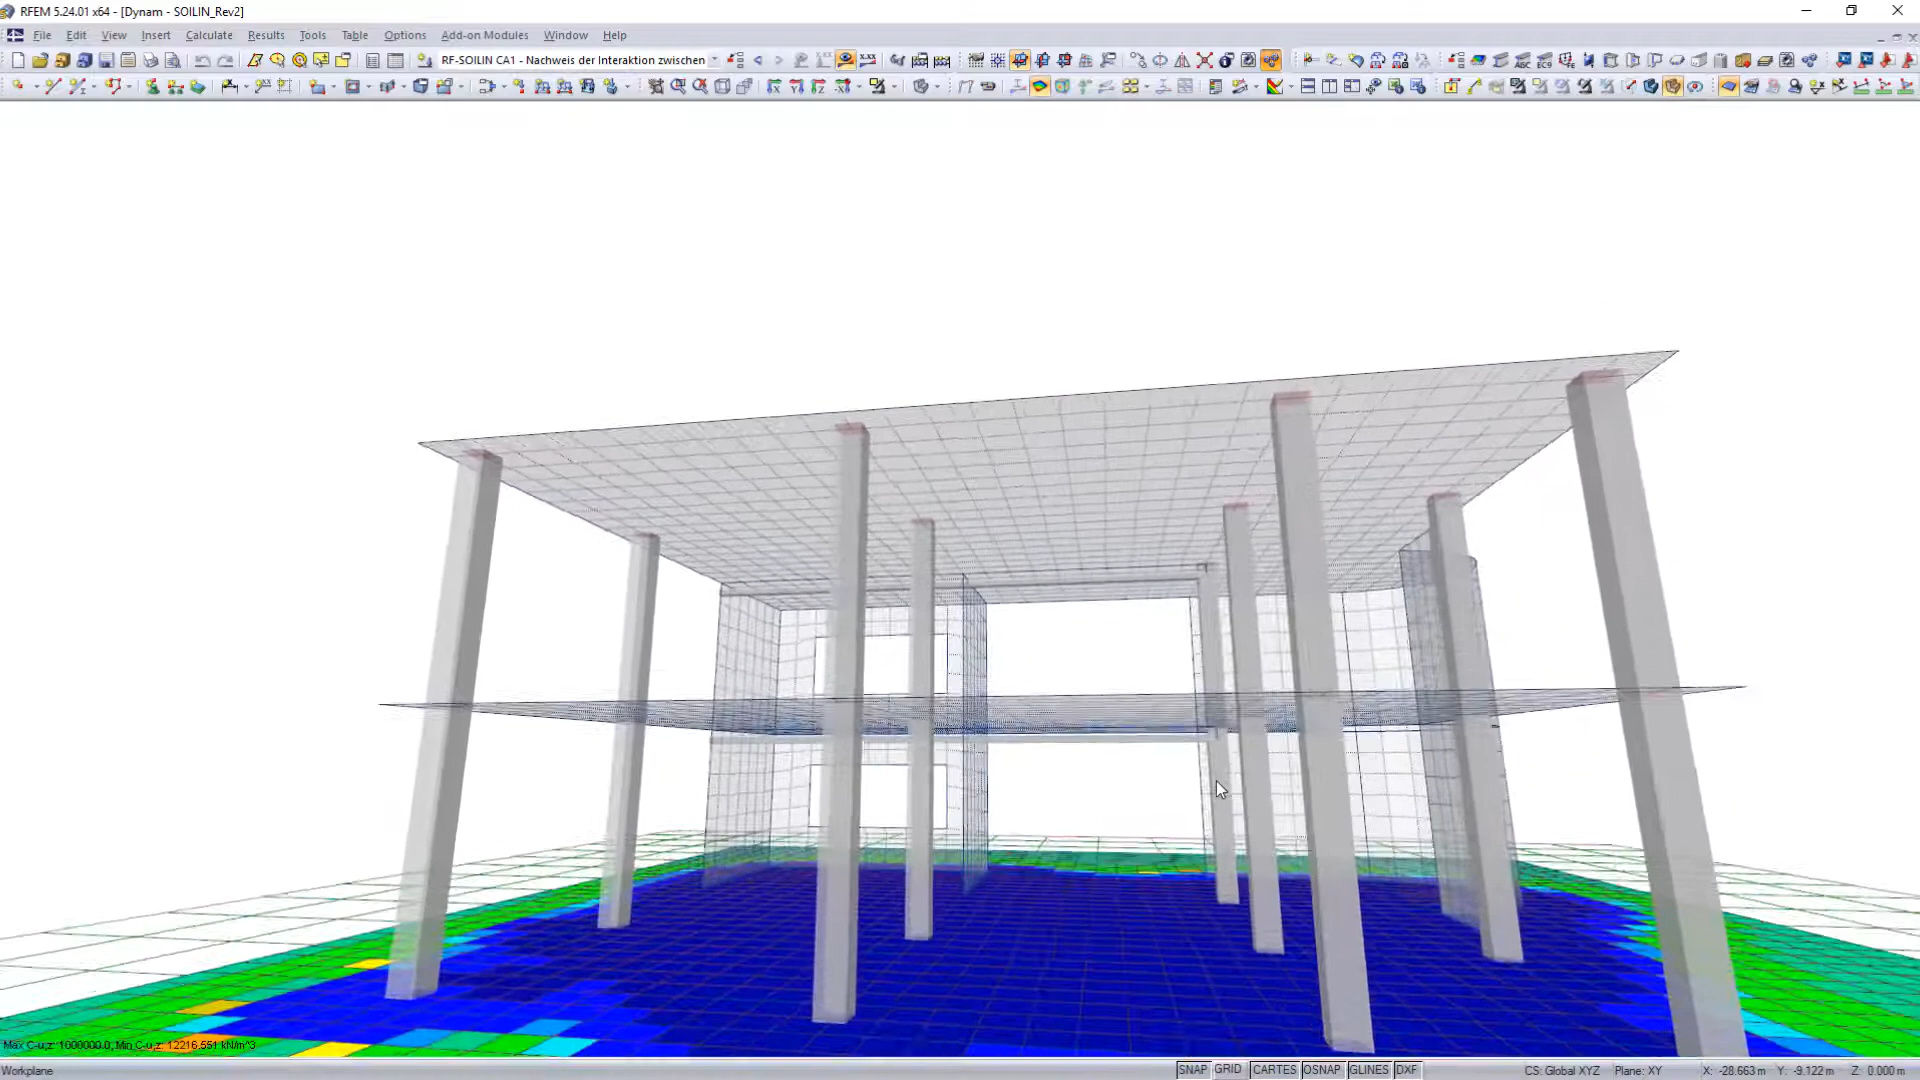 RFEM 5.24.01 x64 - [Dynam - SOILIN_Rev2]
File Edit View Insert Calculate Results Tools Table Options Add-on Modules Window Help
RF-SOILIN CA1 - Nachweis der Interaktion zwischen
Max C-u,z: 1000000.0, Min C-u,z: 12216.551 kN/m^3
Workplane
SNAP GRID CARTES OSNAP GLINES DXF
CS: Global XYZ Plane: XY X: -28.663 m Y: -9.122 m Z: 0.000 m